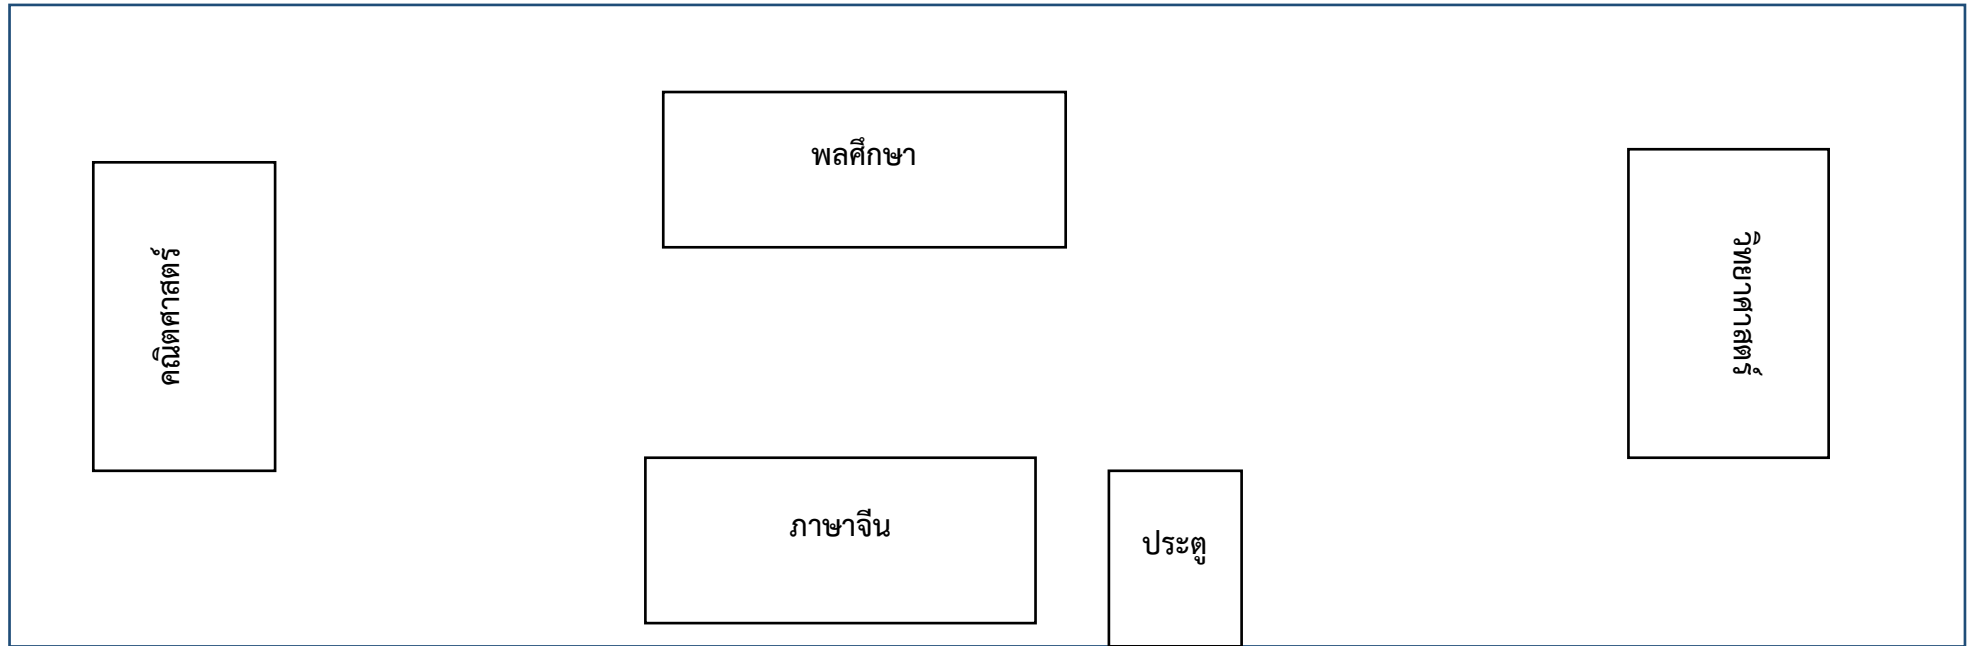 พลศึกษา
คณิตศาสตร์
วิทยาศาสตร์
ภาษาจีน
ประตู